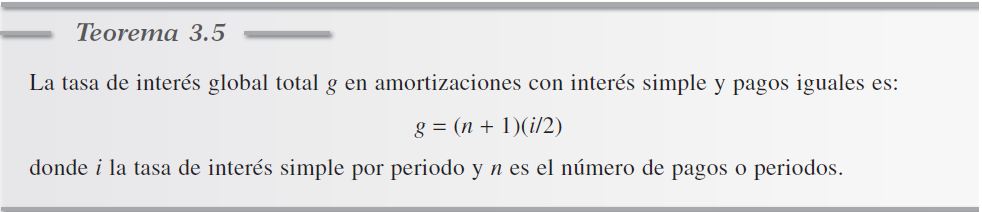 Teorema 3.5
La tasa de interés global total g en amortizaciones con interés simple y pagos iguales es:
g = (n + 1)(i/2)
donde i la tasa de interés simple por periodo y n es el número de pagos o periodos.